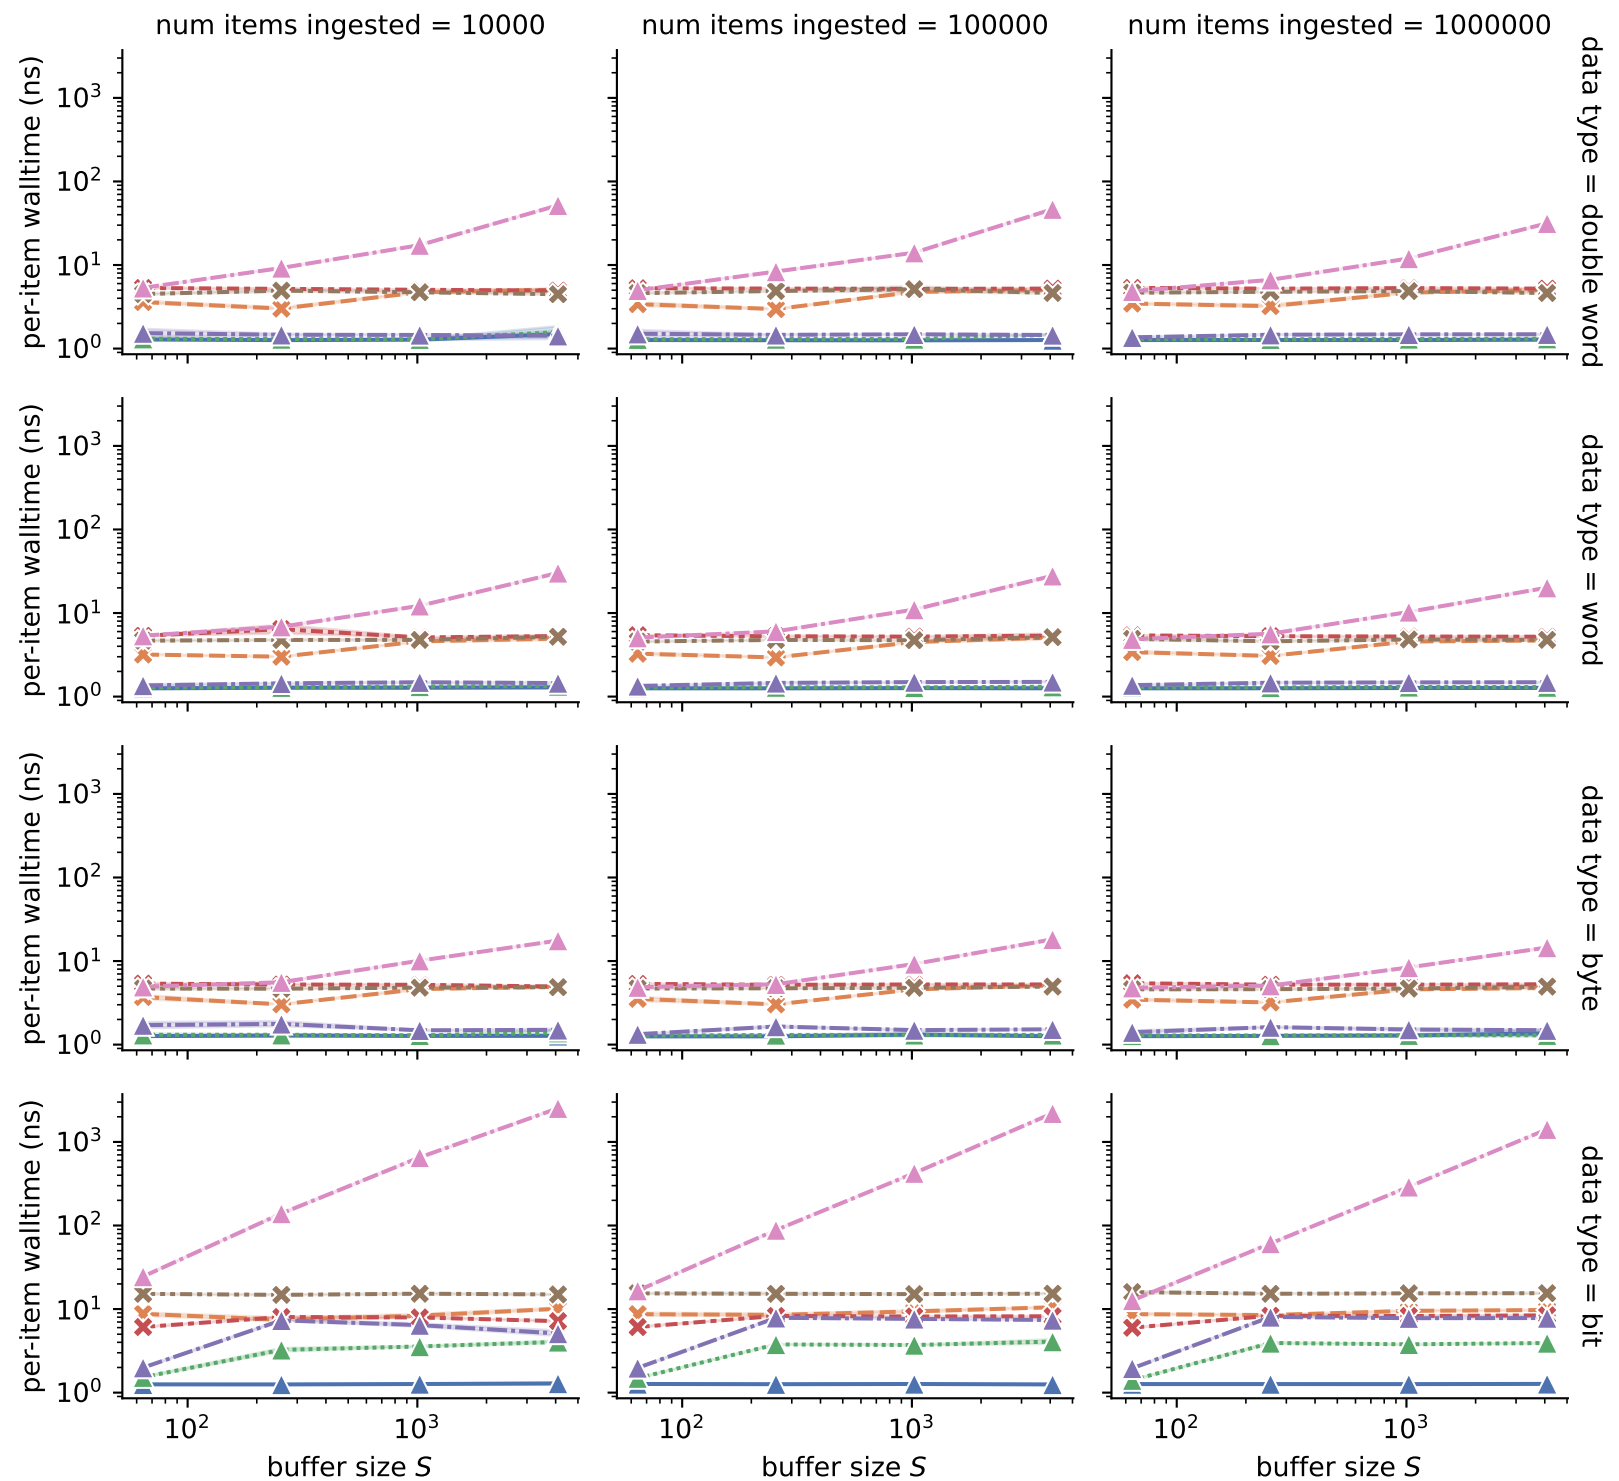 num items ingested = 10000
num items ingested = 100000
num items ingested = 1000000
per-item walltime (ns)
10³
10²
10¹
10⁰
data type = double word
per-item walltime (ns)
10³
10²
10¹
10⁰
data type = word
per-item walltime (ns)
10³
10²
10¹
10⁰
data type = byte
per-item walltime (ns)
10³
10²
10¹
10⁰
data type = bit
10² 10³ 10² 10³ 10² 10³
buffer size S
buffer size S
buffer size S